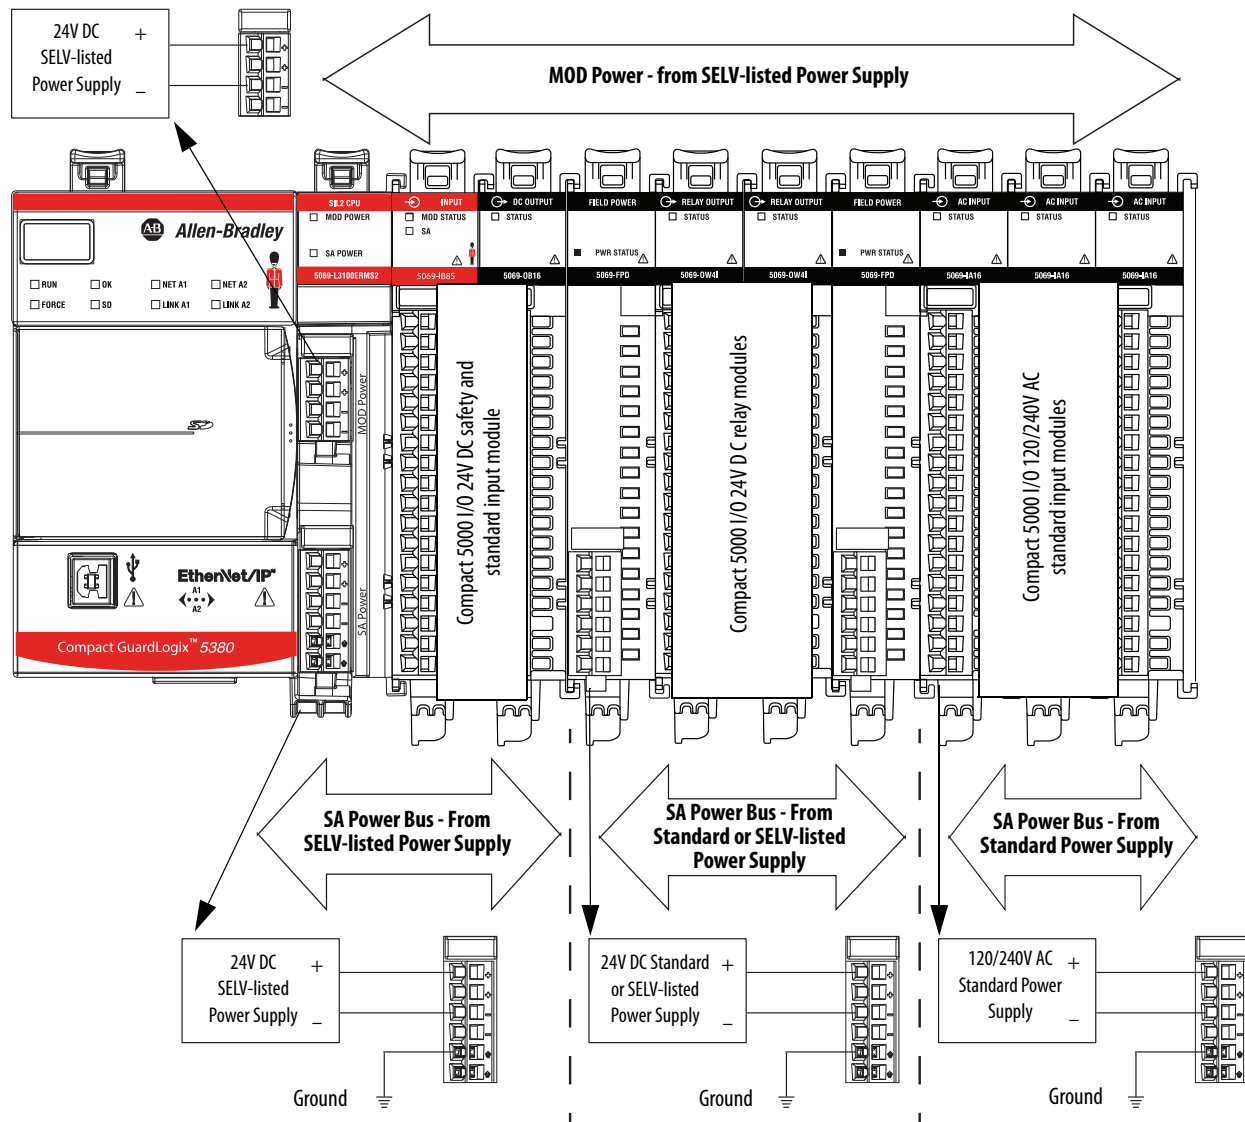 24V DC +
SELV-listed
Power Supply –
MOD Power - from SELV-listed Power Supply
A-B Allen-Bradley
RUN OK NET A1 NET A2
FORCE SD LINK A1 LINK A2
SIL2 CPU
MOD POWER
SA POWER
5069-L3100ERMS2
INPUT
MOD STATUS
SA
5069-IB8S
DC OUTPUT
STATUS
5069-OB16
FIELD POWER
PWR STATUS
5069-FPD
RELAY OUTPUT
STATUS
5069-OW4I
RELAY OUTPUT
STATUS
5069-OW4I
FIELD POWER
PWR STATUS
5069-FPD
AC INPUT
STATUS
5069-IA16
AC INPUT
STATUS
5069-IA16
AC INPUT
STATUS
5069-IA16
MOD Power
SA Power
SD
EtherNet/IP™
A1
A2
Compact GuardLogix™ 5380
Compact 5000 I/O 24V DC safety and
standard input module
Compact 5000 I/O 24V D C relay modules
Compact 5000 I/O 120/240V AC
standard input modules
SA Power Bus - From
SELV-listed Power Supply
SA Power Bus - From
Standard or SELV-listed
Power Supply
SA Power Bus - From
Standard Power Supply
24V DC +
SELV-listed
Power Supply –
Ground
24V DC Standard +
or SELV-listed
Power Supply –
Ground
120/240V AC +
Standard Power
Supply –
Ground